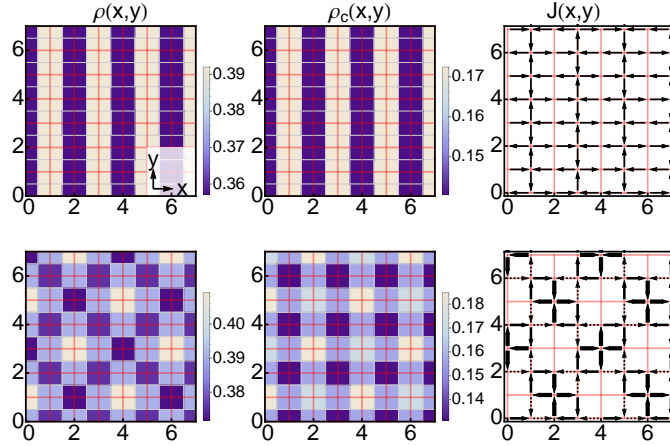 ρ(x,y) ρ_c(x,y) J(x,y)
6 6 6
0.39 0.17
4 0.38 4 0.16 4
0.37
2 2 2
y 0.15
x 0.36
0 0 0
0 2 4 6 0 2 4 6 0 2 4 6
6 6 6
0.18
4 0.40 4 0.17 4
0.16
0.39
2 2 0.15 2
0.38 0.14
0 0 0
0 2 4 6 0 2 4 6 0 2 4 6